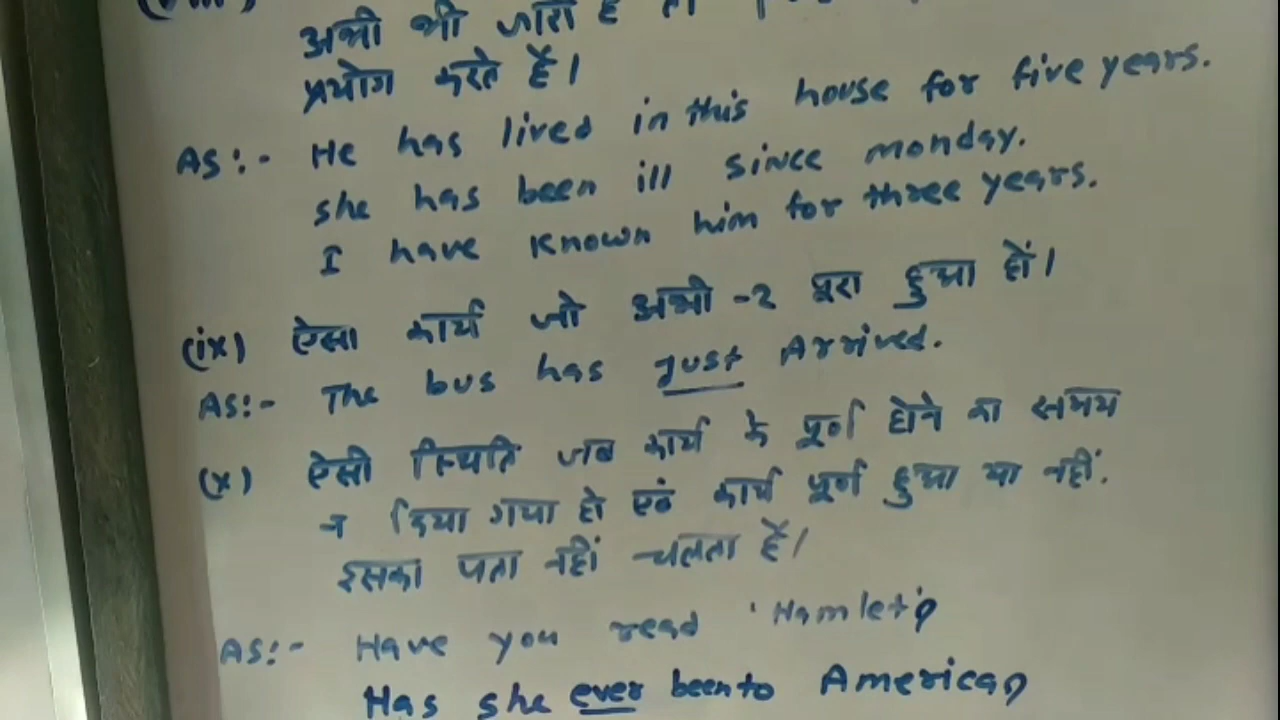 अभी भी जारी है
प्रयोग करते हैं।
As:- He has lived in this house for five years.
she has been ill since monday.
I have known him for three years.
(ix) ऐसा कार्य जो अभी -2 पूरा हुआ हों।
As:- The bus has just Arrived.
(x) ऐसी स्थिति जब कार्य के पूर्ण होने का समय
न दिया गया हो एवं कार्य पूर्ण हुआ या नहीं.
इसका पता नहीं चलता हैं।
As:- Have you read 'Hamlet'?
Has she ever been to America?